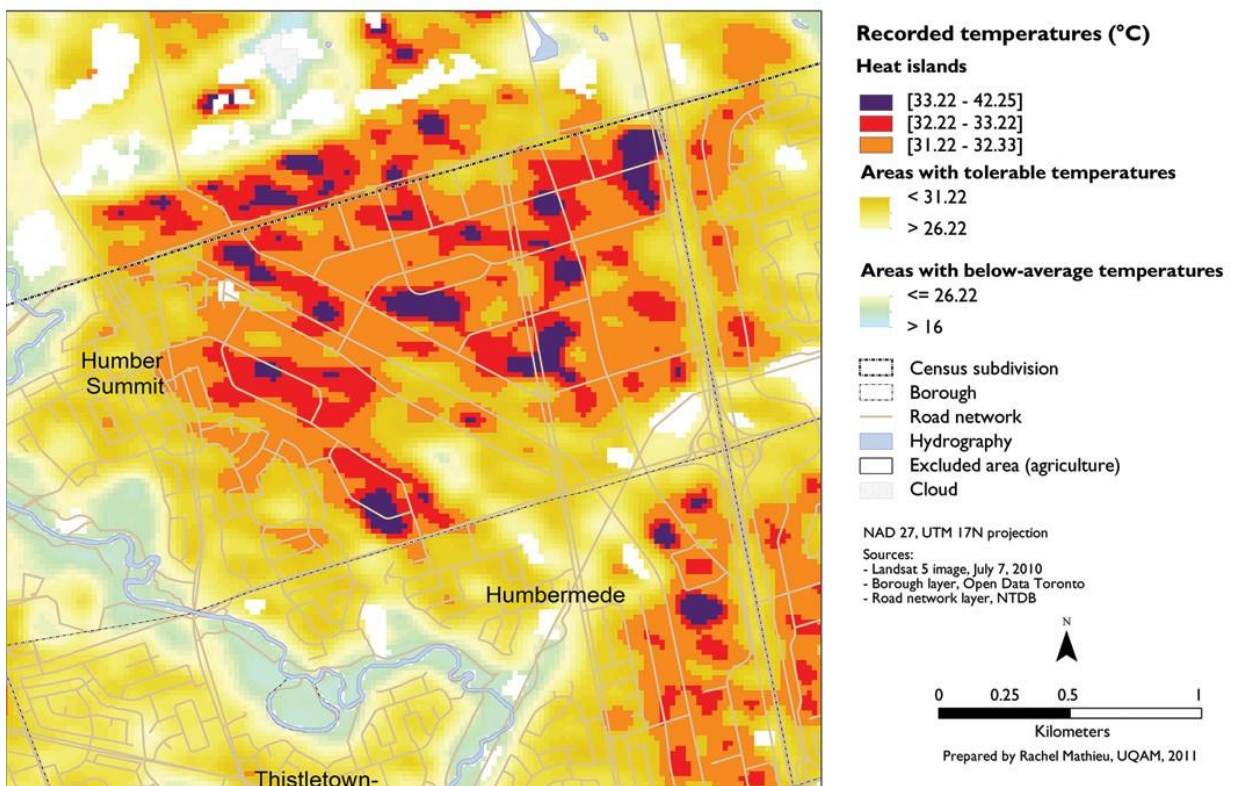 Humber
Summit
Humbermede
Thistletown-
Recorded temperatures (°C)
Heat islands
[33.22 - 42.25]
[32.22 - 33.22]
[31.22 - 32.33]
Areas with tolerable temperatures
< 31.22
> 26.22
Areas with below-average temperatures
<= 26.22
> 16
Census subdivision
Borough
Road network
Hydrography
Excluded area (agriculture)
Cloud
NAD 27, UTM 17N projection
Sources:
- Landsat 5 image, July 7, 2010
- Borough layer, Open Data Toronto
- Road network layer, NTDB
N
0 0.25 0.5 1
Kilometers
Prepared by Rachel Mathieu, UQAM, 2011